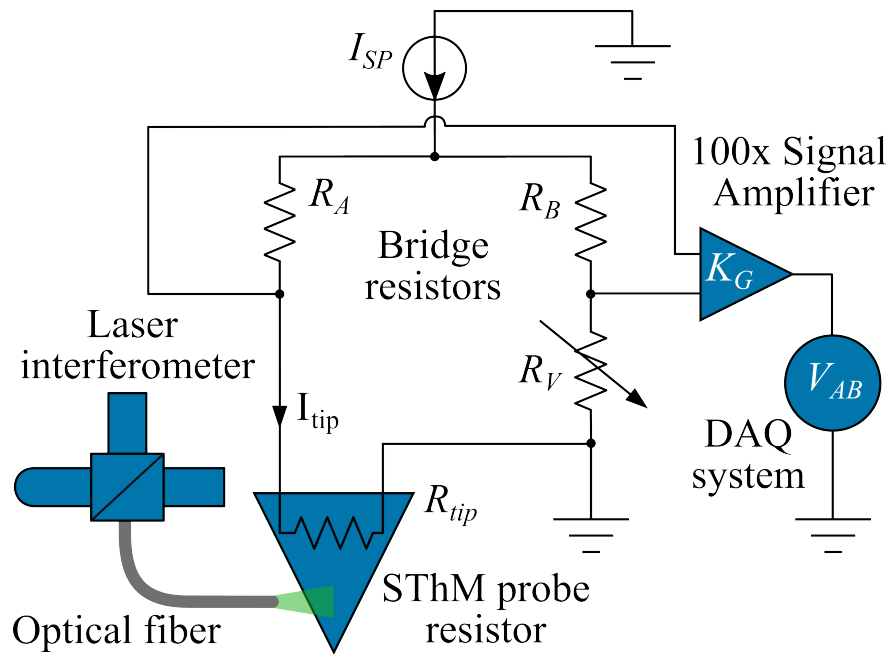 I_SP
100x Signal
Amplifier
R_A
R_B
Bridge
resistors
K_G
Laser
interferometer
R_V
V_AB
I_tip
DAQ
system
R_tip
SThM probe
resistor
Optical fiber